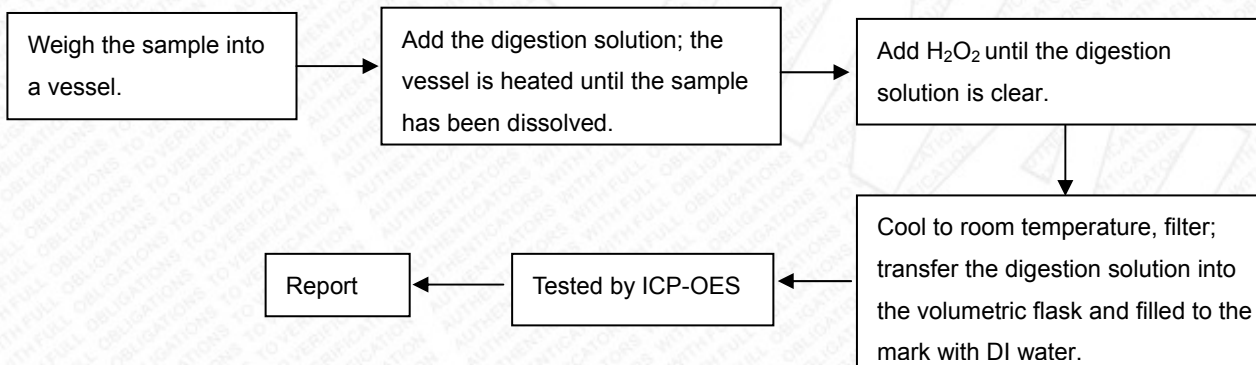 Weigh the sample into
a vessel.
Add the digestion solution; the
vessel is heated until the sample
has been dissolved.
Add H₂O₂ until the digestion
solution is clear.
Cool to room temperature, filter;
transfer the digestion solution into
the volumetric flask and filled to the
mark with DI water.
Tested by ICP-OES
Report